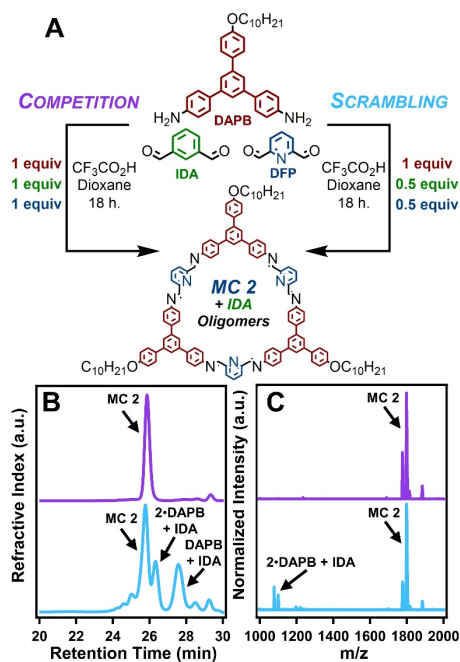 A
OC₁₀H₂₁
COMPETITION
SCRAMBLING
H₂N
DAPB
NH₂
1 equiv
1 equiv
1 equiv
CF₃CO₂H
Dioxane
18 h.
O
O
IDA
O
N
O
DFP
CF₃CO₂H
Dioxane
18 h.
1 equiv
0.5 equiv
0.5 equiv
OC₁₀H₂₁
N
N
N
N
MC 2
+ IDA
Oligomers
N
N
C₁₀H₂₁O
N
N
N
OC₁₀H₂₁
B
MC 2
MC 2
2•DAPB
+ IDA
DAPB
+ IDA
Refractive Index (a.u.)
20 22 24 26 28 30
Retention Time (min)
C
MC 2
MC 2
2•DAPB + IDA
Normalized Intensity (a.u.)
1000 1200 1400 1600 1800 2000
m/z